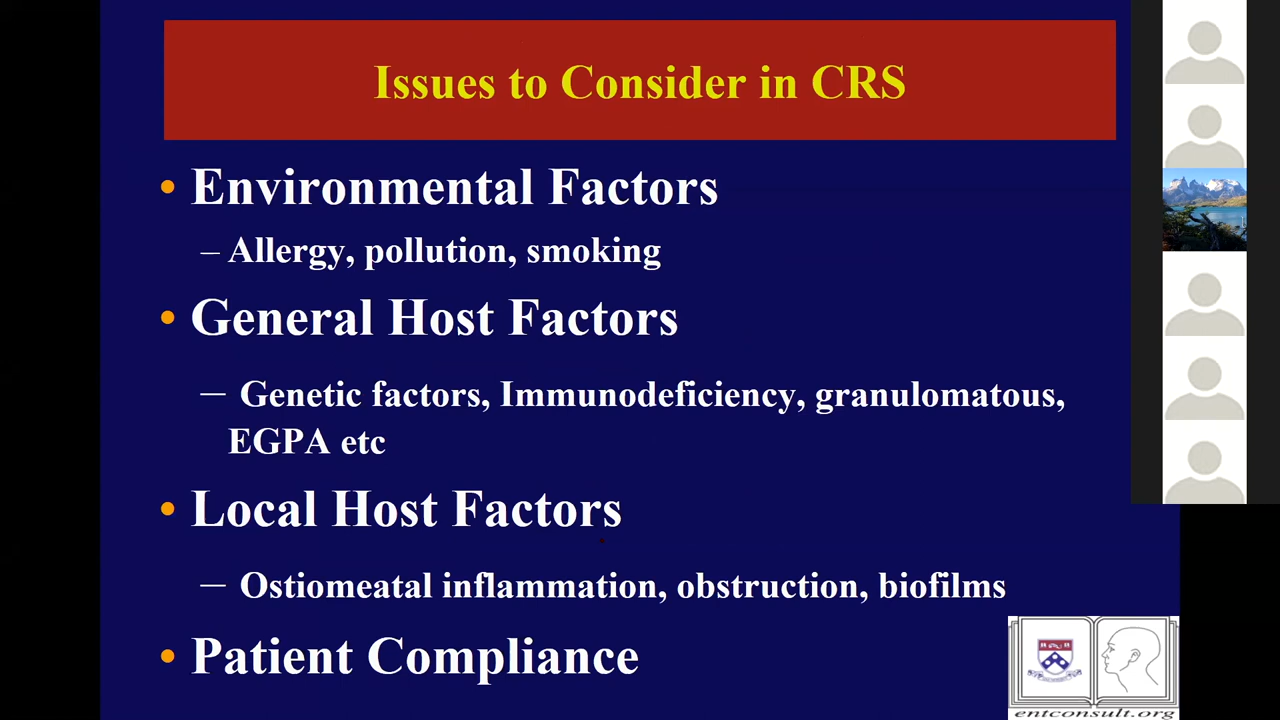 Issues to Consider in CRS
• Environmental Factors
– Allergy, pollution, smoking
• General Host Factors
– Genetic factors, Immunodeficiency, granulomatous,
EGPA etc
• Local Host Factors
– Ostiomeatal inflammation, obstruction, biofilms
• Patient Compliance
entconsult.org